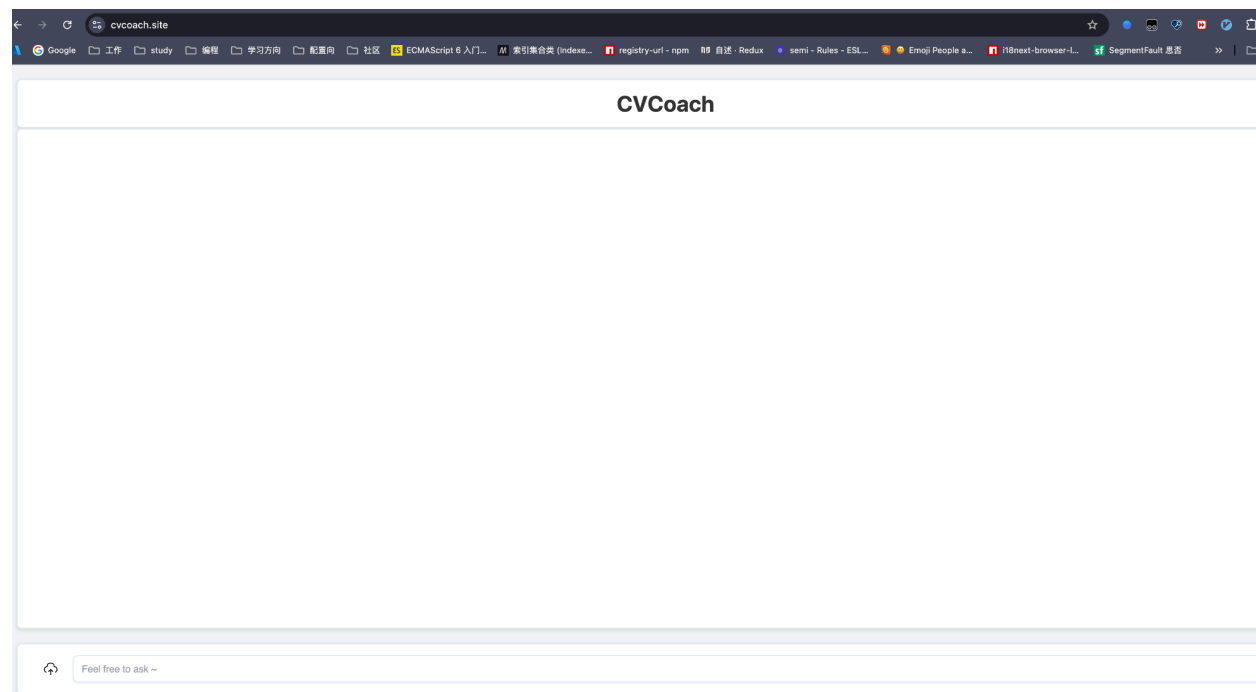 cvcoach.site
Google 工作 study 编程 学习方向 配置向 社区 ES ECMAScript 6 入门... M 索引集合类 (Indexe... n registry-url - npm 自述 · Redux semi - Rules - ESL... Emoji People a... n i18next-browser-l... sf SegmentFault 思否 »
CVCoach
Feel free to ask ~